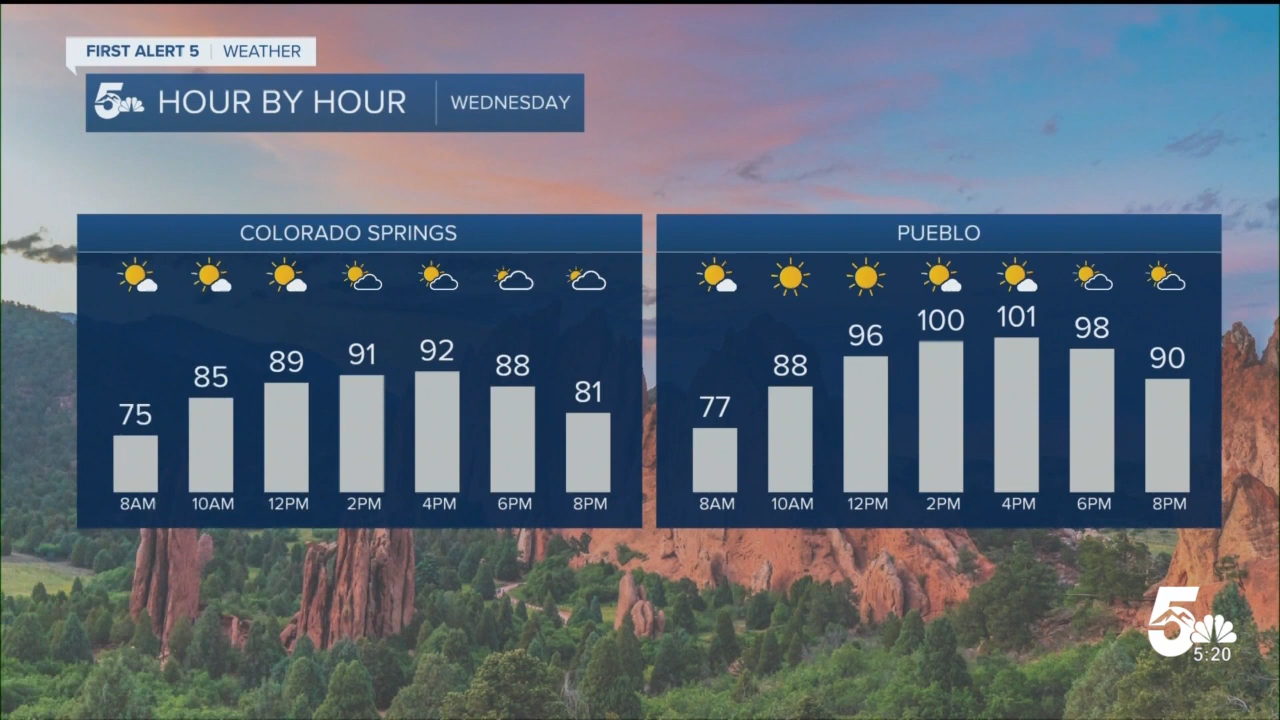 FIRST ALERT 5 | WEATHER
5 HOUR BY HOUR | WEDNESDAY
COLORADO SPRINGS
75 85 89 91 92 88 81
8AM 10AM 12PM 2PM 4PM 6PM 8PM
PUEBLO
77 88 96 100 101 98 90
8AM 10AM 12PM 2PM 4PM 6PM 8PM
5
5:20